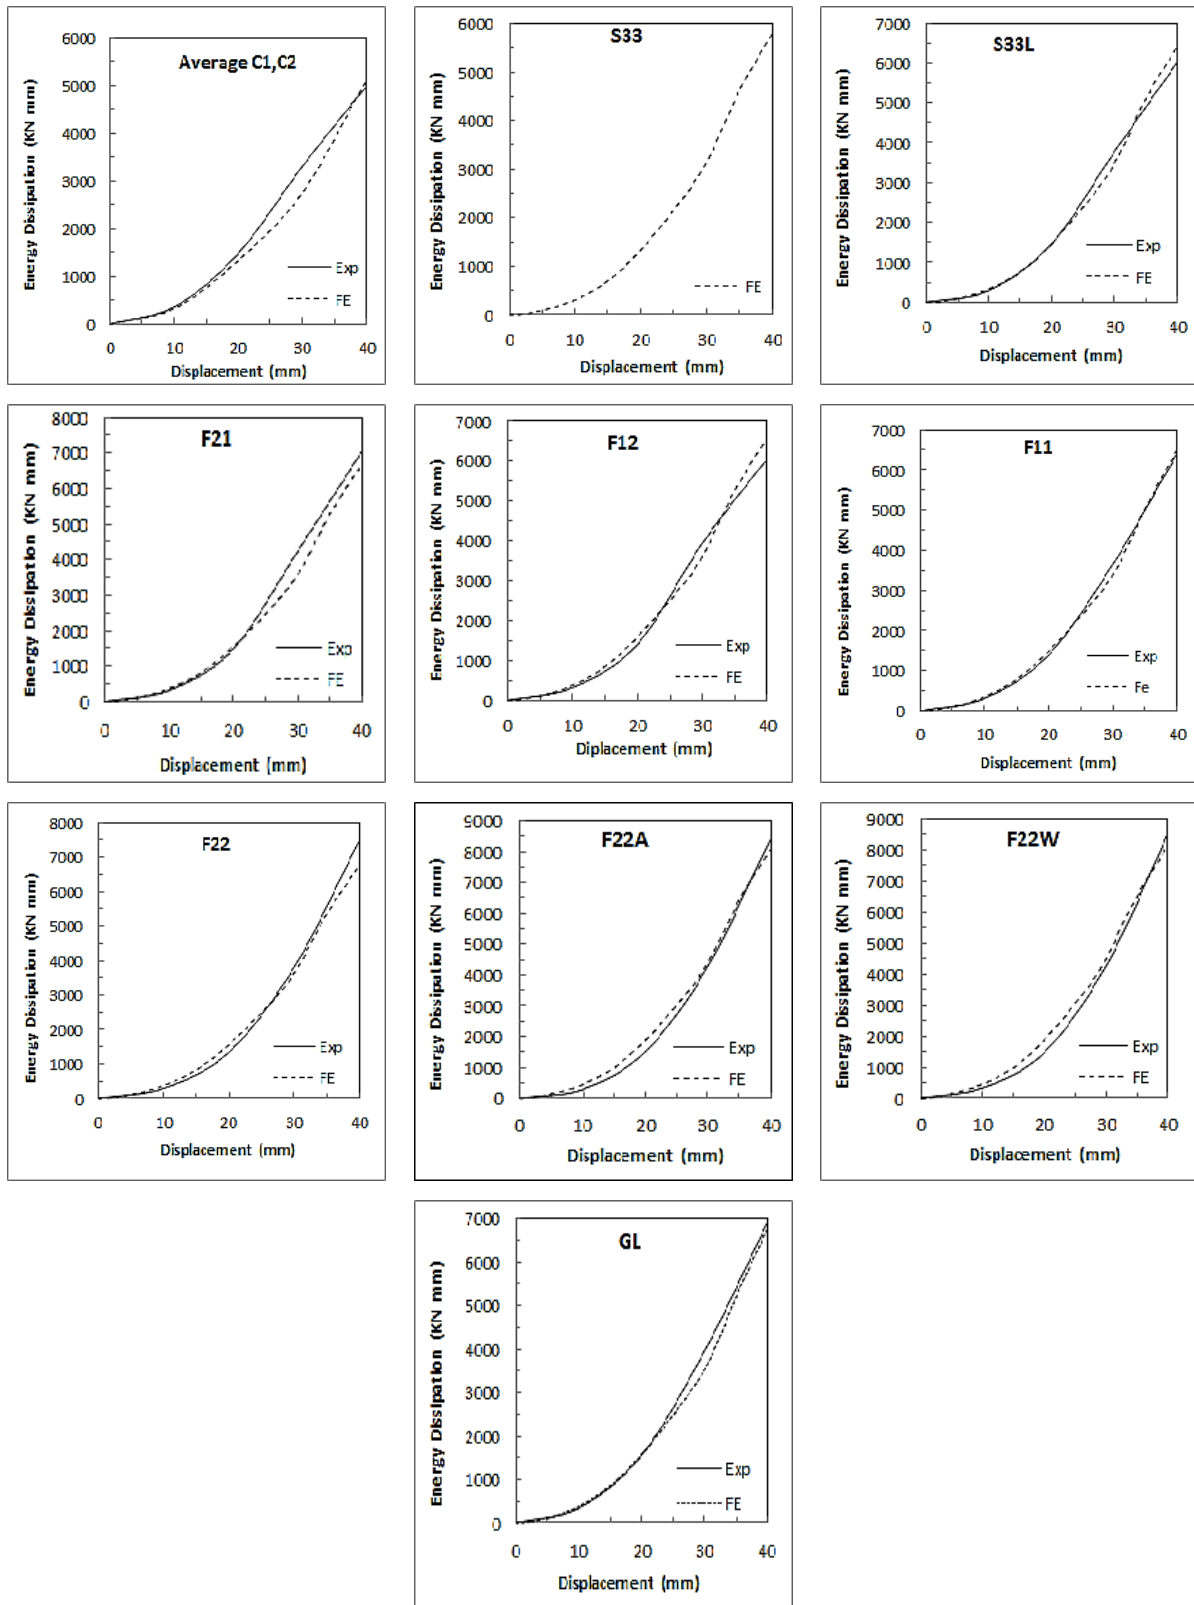 Average C1,C2
Energy Dissipation (KN mm)
6000
5000
4000
3000
2000
1000
0
Exp
FE
0 10 20 30 40
Displacement (mm)
S33
Energy Dissipation (KN mm)
6000
5000
4000
3000
2000
1000
0
FE
0 10 20 30 40
Displacement (mm)
S33L
Energy Dissipation (KN mm)
7000
6000
5000
4000
3000
2000
1000
0
Exp
FE
0 10 20 30 40
Displacement (mm)
F21
Energy Dissipation (KN mm)
8000
7000
6000
5000
4000
3000
2000
1000
0
Exp
FE
0 10 20 30 40
Displacement (mm)
F12
Energy Dissipation (KN mm)
7000
6000
5000
4000
3000
2000
1000
0
Exp
FE
0 10 20 30 40
Diplacement (mm)
F11
Energy Dissipation (KN mm)
7000
6000
5000
4000
3000
2000
1000
0
Exp
Fe
0 10 20 30 40
Displacement (mm)
F22
Energy Dissipation (KN mm)
8000
7000
6000
5000
4000
3000
2000
1000
0
Exp
FE
0 10 20 30 40
Displacement (mm)
F22A
Energy Dissipation (KN mm)
9000
8000
7000
6000
5000
4000
3000
2000
1000
0
Exp
FE
0 10 20 30 40
Displacement (mm)
F22W
Energy Dissipation (KN mm)
9000
8000
7000
6000
5000
4000
3000
2000
1000
0
Exp
FE
0 10 20 30 40
Displacement (mm)
GL
Energy Dissipation (KN mm)
7000
6000
5000
4000
3000
2000
1000
0
Exp
FE
0 10 20 30 40
Displacement (mm)